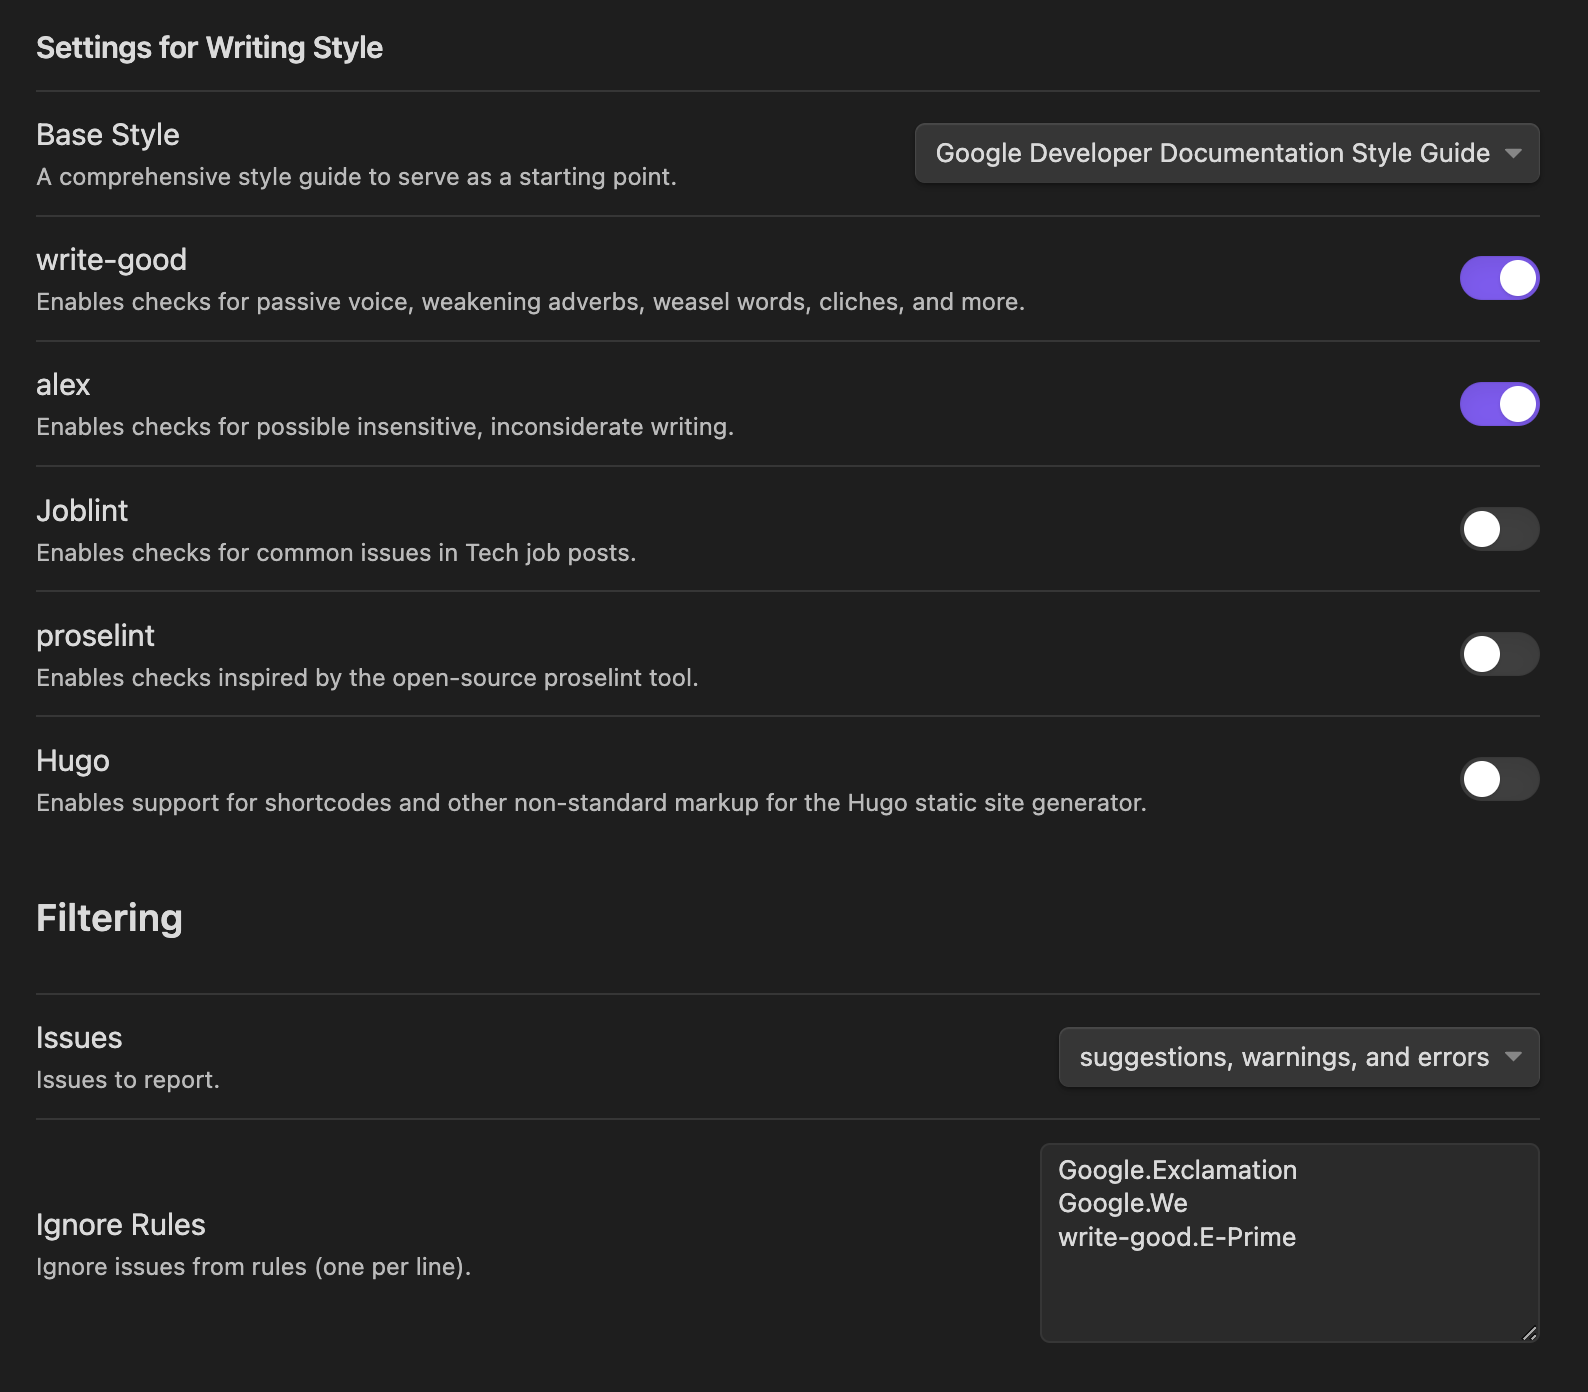 Settings for Writing Style
Base Style
A comprehensive style guide to serve as a starting point.
Google Developer Documentation Style Guide
write-good
Enables checks for passive voice, weakening adverbs, weasel words, cliches, and more.
alex
Enables checks for possible insensitive, inconsiderate writing.
Joblint
Enables checks for common issues in Tech job posts.
proselint
Enables checks inspired by the open-source proselint tool.
Hugo
Enables support for shortcodes and other non-standard markup for the Hugo static site generator.
Filtering
Issues
Issues to report.
suggestions, warnings, and errors
Ignore Rules
Ignore issues from rules (one per line).
Google.Exclamation
Google.We
write-good.E-Prime